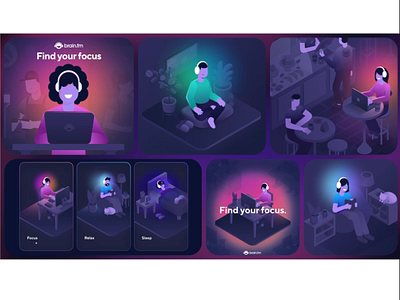 brain.fm
Find your focus
Focus
Relax
Sleep
Find your focus.
brain.fm